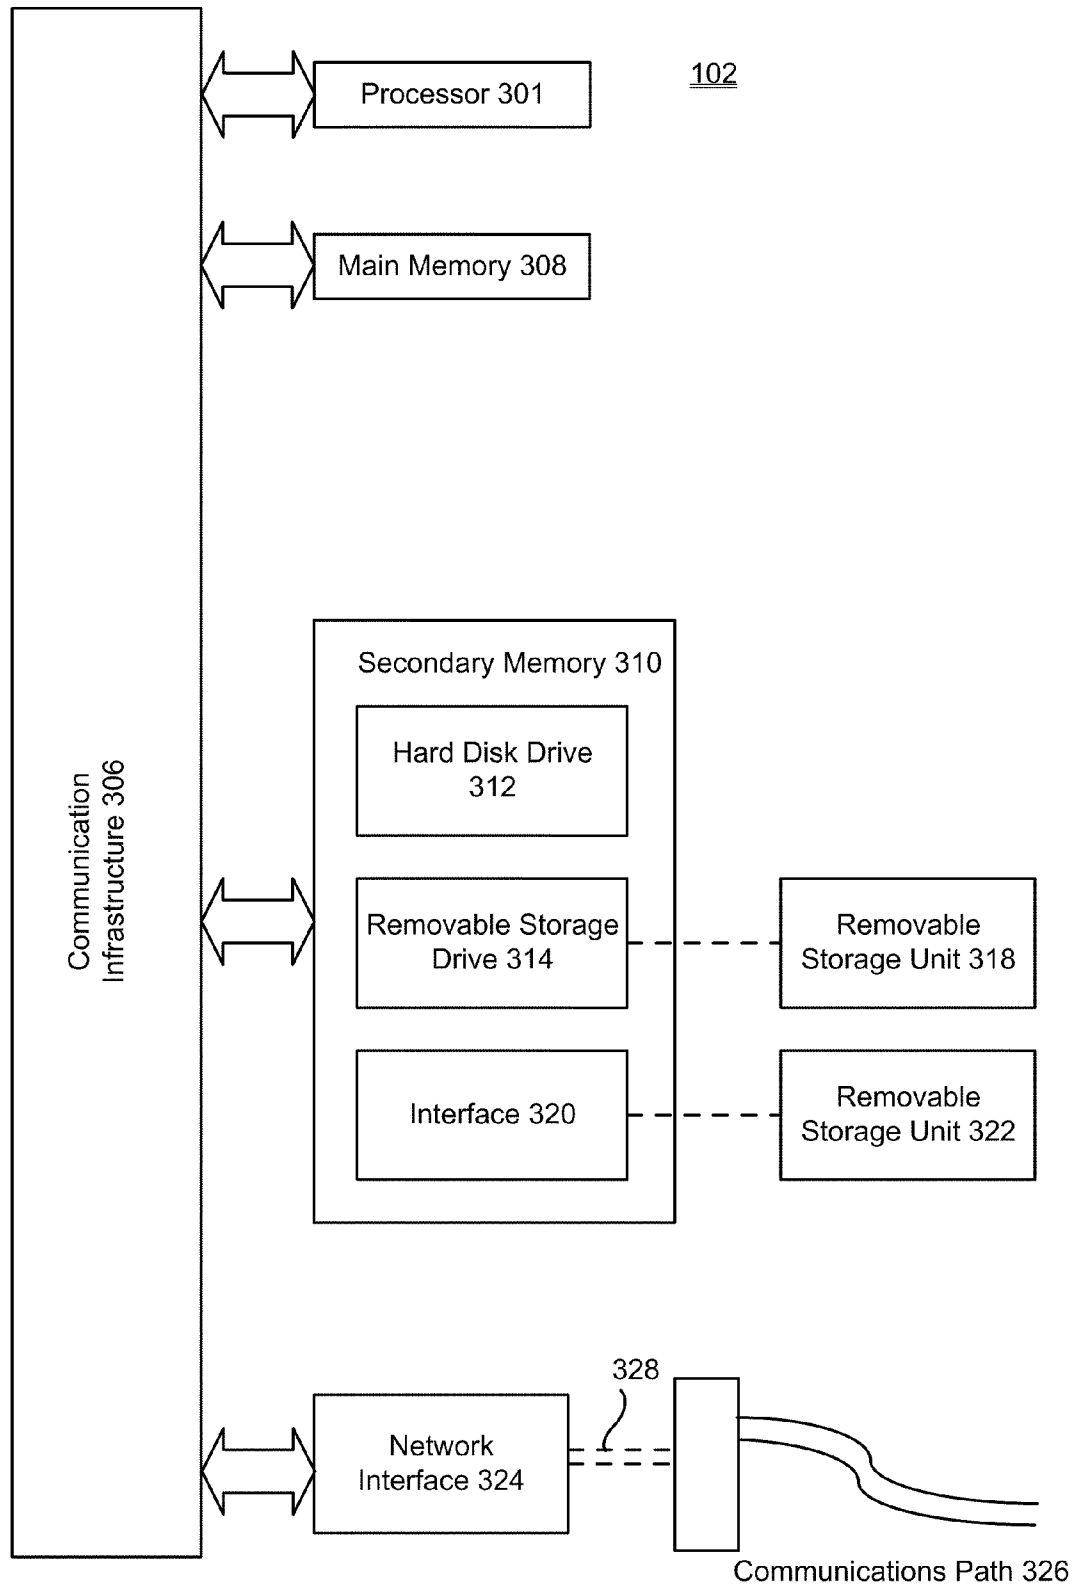 102
Processor 301
Main Memory 308
Communication
Infrastructure 306
Secondary Memory 310
Hard Disk Drive
312
Removable Storage
Drive 314
Removable
Storage Unit 318
Interface 320
Removable
Storage Unit 322
328
Network
Interface 324
Communications Path 326